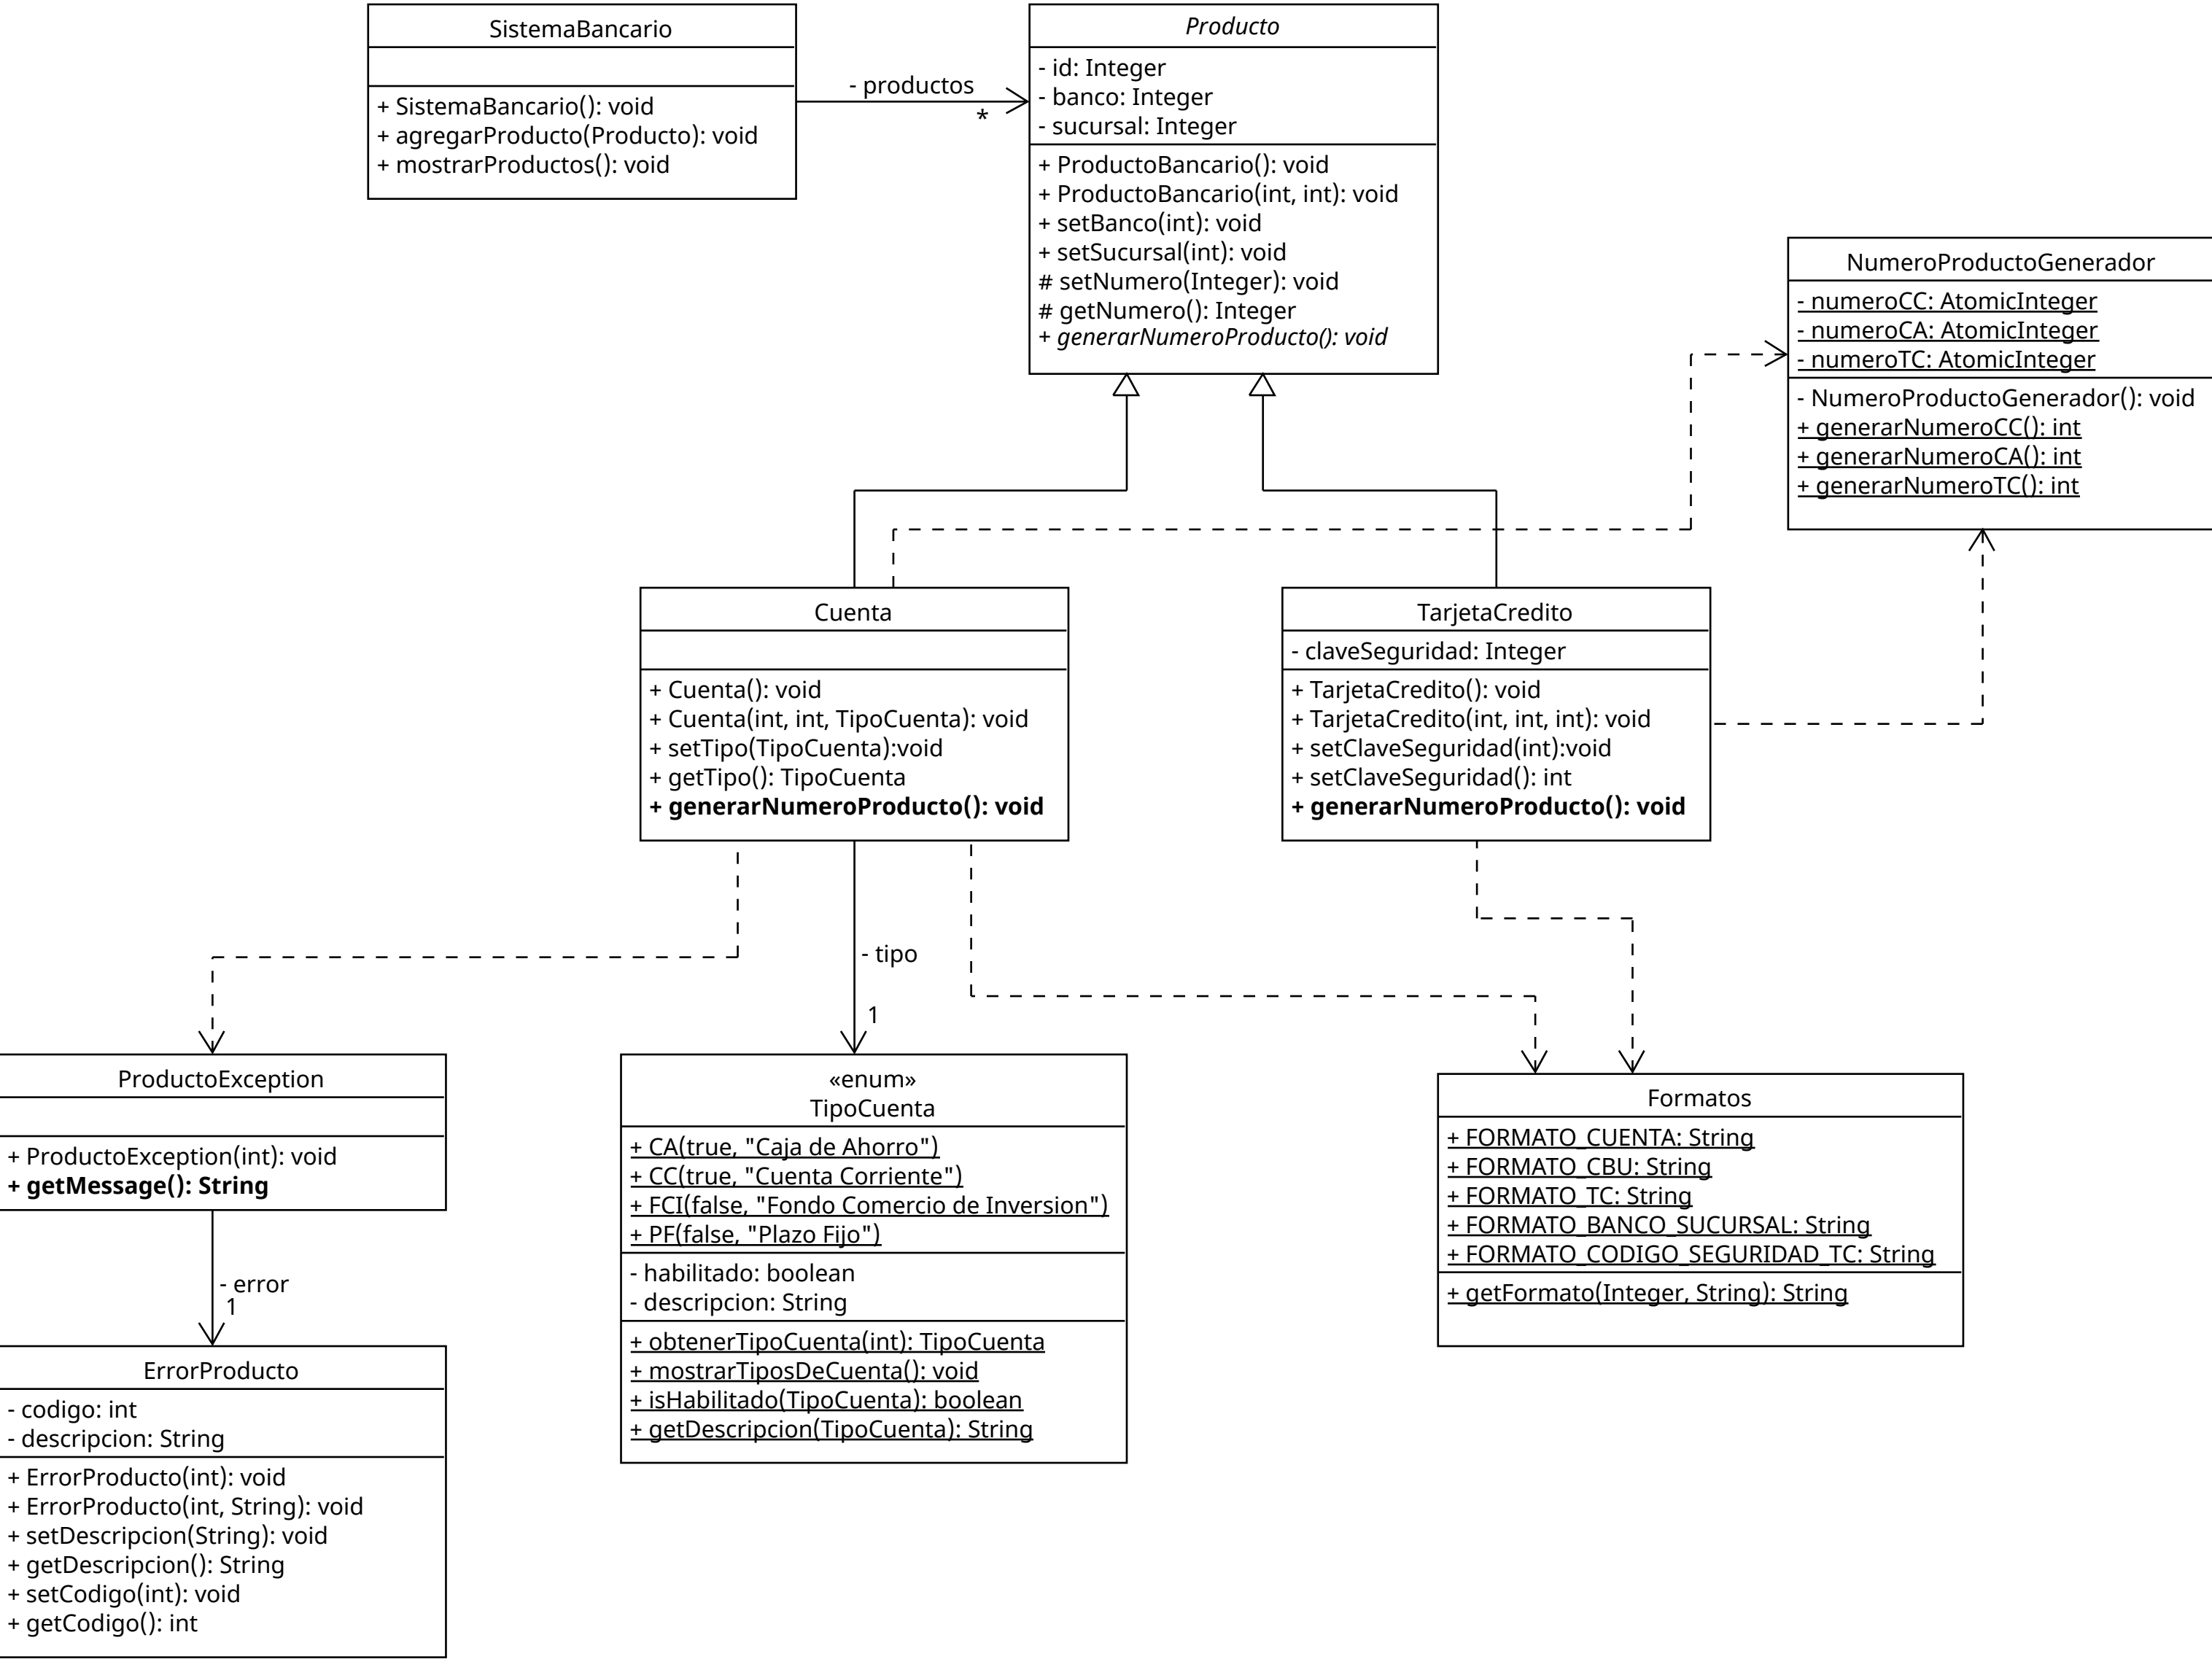 SistemaBancario
+ SistemaBancario(): void
+ agregarProducto(Producto): void
+ mostrarProductos(): void
- productos
*
Producto
- id: Integer
- banco: Integer
- sucursal: Integer
+ ProductoBancario(): void
+ ProductoBancario(int, int): void
+ setBanco(int): void
+ setSucursal(int): void
# setNumero(Integer): void
# getNumero(): Integer
+ generarNumeroProducto(): void
NumeroProductoGenerador
- numeroCC: AtomicInteger
- numeroCA: AtomicInteger
- numeroTC: AtomicInteger
- NumeroProductoGenerador(): void
+ generarNumeroCC(): int
+ generarNumeroCA(): int
+ generarNumeroTC(): int
Cuenta
+ Cuenta(): void
+ Cuenta(int, int, TipoCuenta): void
+ setTipo(TipoCuenta):void
+ getTipo(): TipoCuenta
+ generarNumeroProducto(): void
TarjetaCredito
- claveSeguridad: Integer
+ TarjetaCredito(): void
+ TarjetaCredito(int, int, int): void
+ setClaveSeguridad(int):void
+ setClaveSeguridad(): int
+ generarNumeroProducto(): void
- tipo
1
ProductoException
+ ProductoException(int): void
+ getMessage(): String
- error
1
ErrorProducto
- codigo: int
- descripcion: String
+ ErrorProducto(int): void
+ ErrorProducto(int, String): void
+ setDescripcion(String): void
+ getDescripcion(): String
+ setCodigo(int): void
+ getCodigo(): int
«enum»
TipoCuenta
+ CA(true, "Caja de Ahorro")
+ CC(true, "Cuenta Corriente")
+ FCI(false, "Fondo Comercio de Inversion")
+ PF(false, "Plazo Fijo")
- habilitado: boolean
- descripcion: String
+ obtenerTipoCuenta(int): TipoCuenta
+ mostrarTiposDeCuenta(): void
+ isHabilitado(TipoCuenta): boolean
+ getDescripcion(TipoCuenta): String
Formatos
+ FORMATO_CUENTA: String
+ FORMATO_CBU: String
+ FORMATO_TC: String
+ FORMATO_BANCO_SUCURSAL: String
+ FORMATO_CODIGO_SEGURIDAD_TC: String
+ getFormato(Integer, String): String